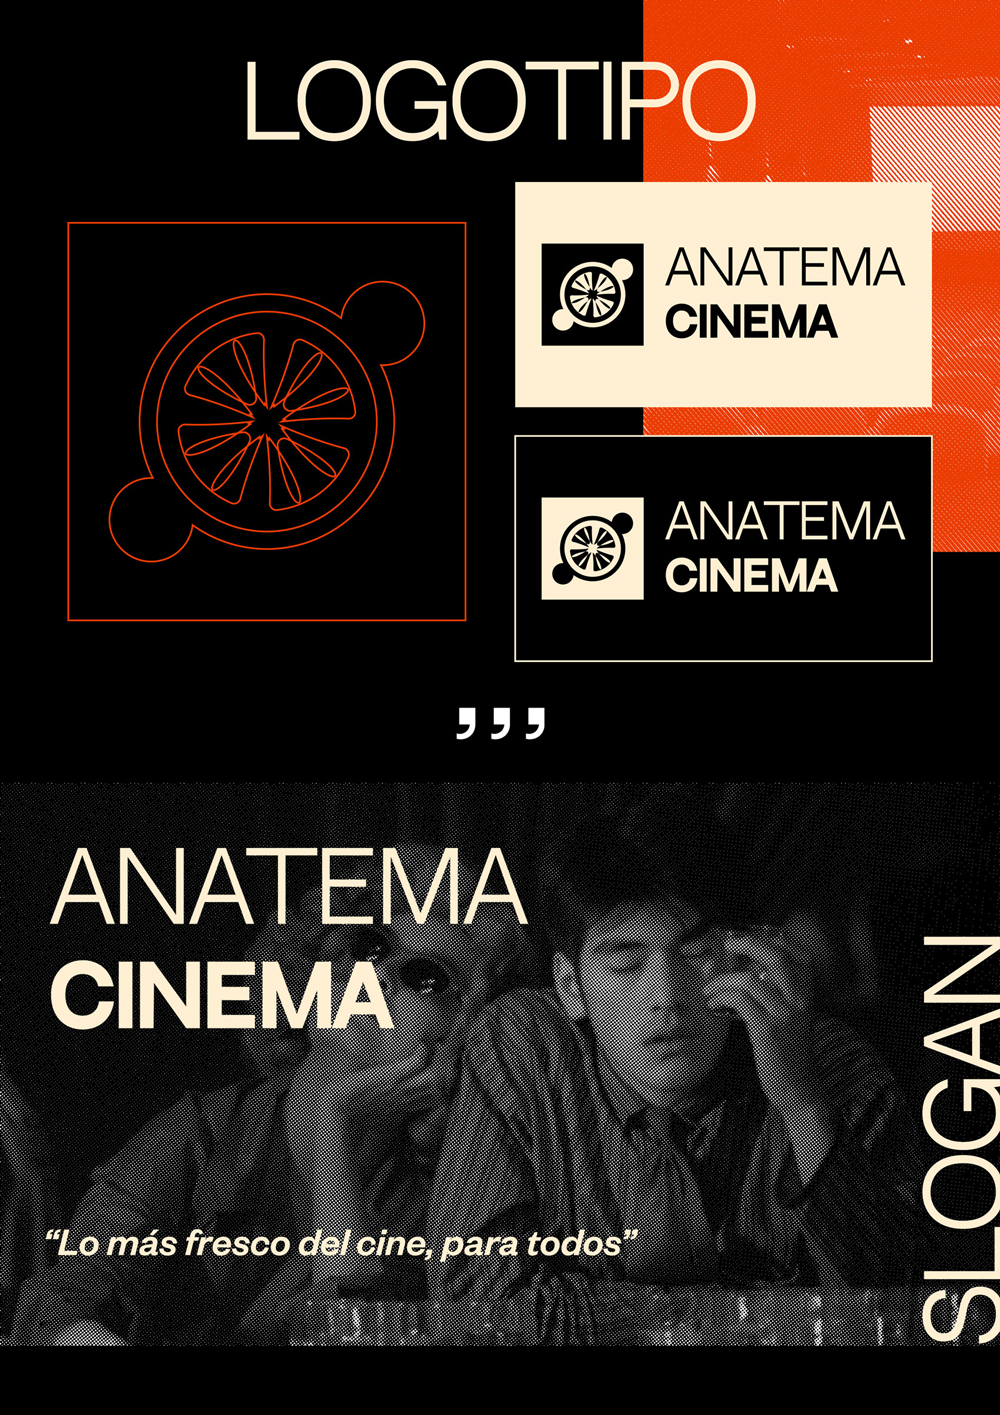 LOGOTIPO
ANATEMA
CINEMA
ANATEMA
CINEMA
,,,
ANATEMA
CINEMA
“Lo más fresco del cine, para todos”
SLOGAN